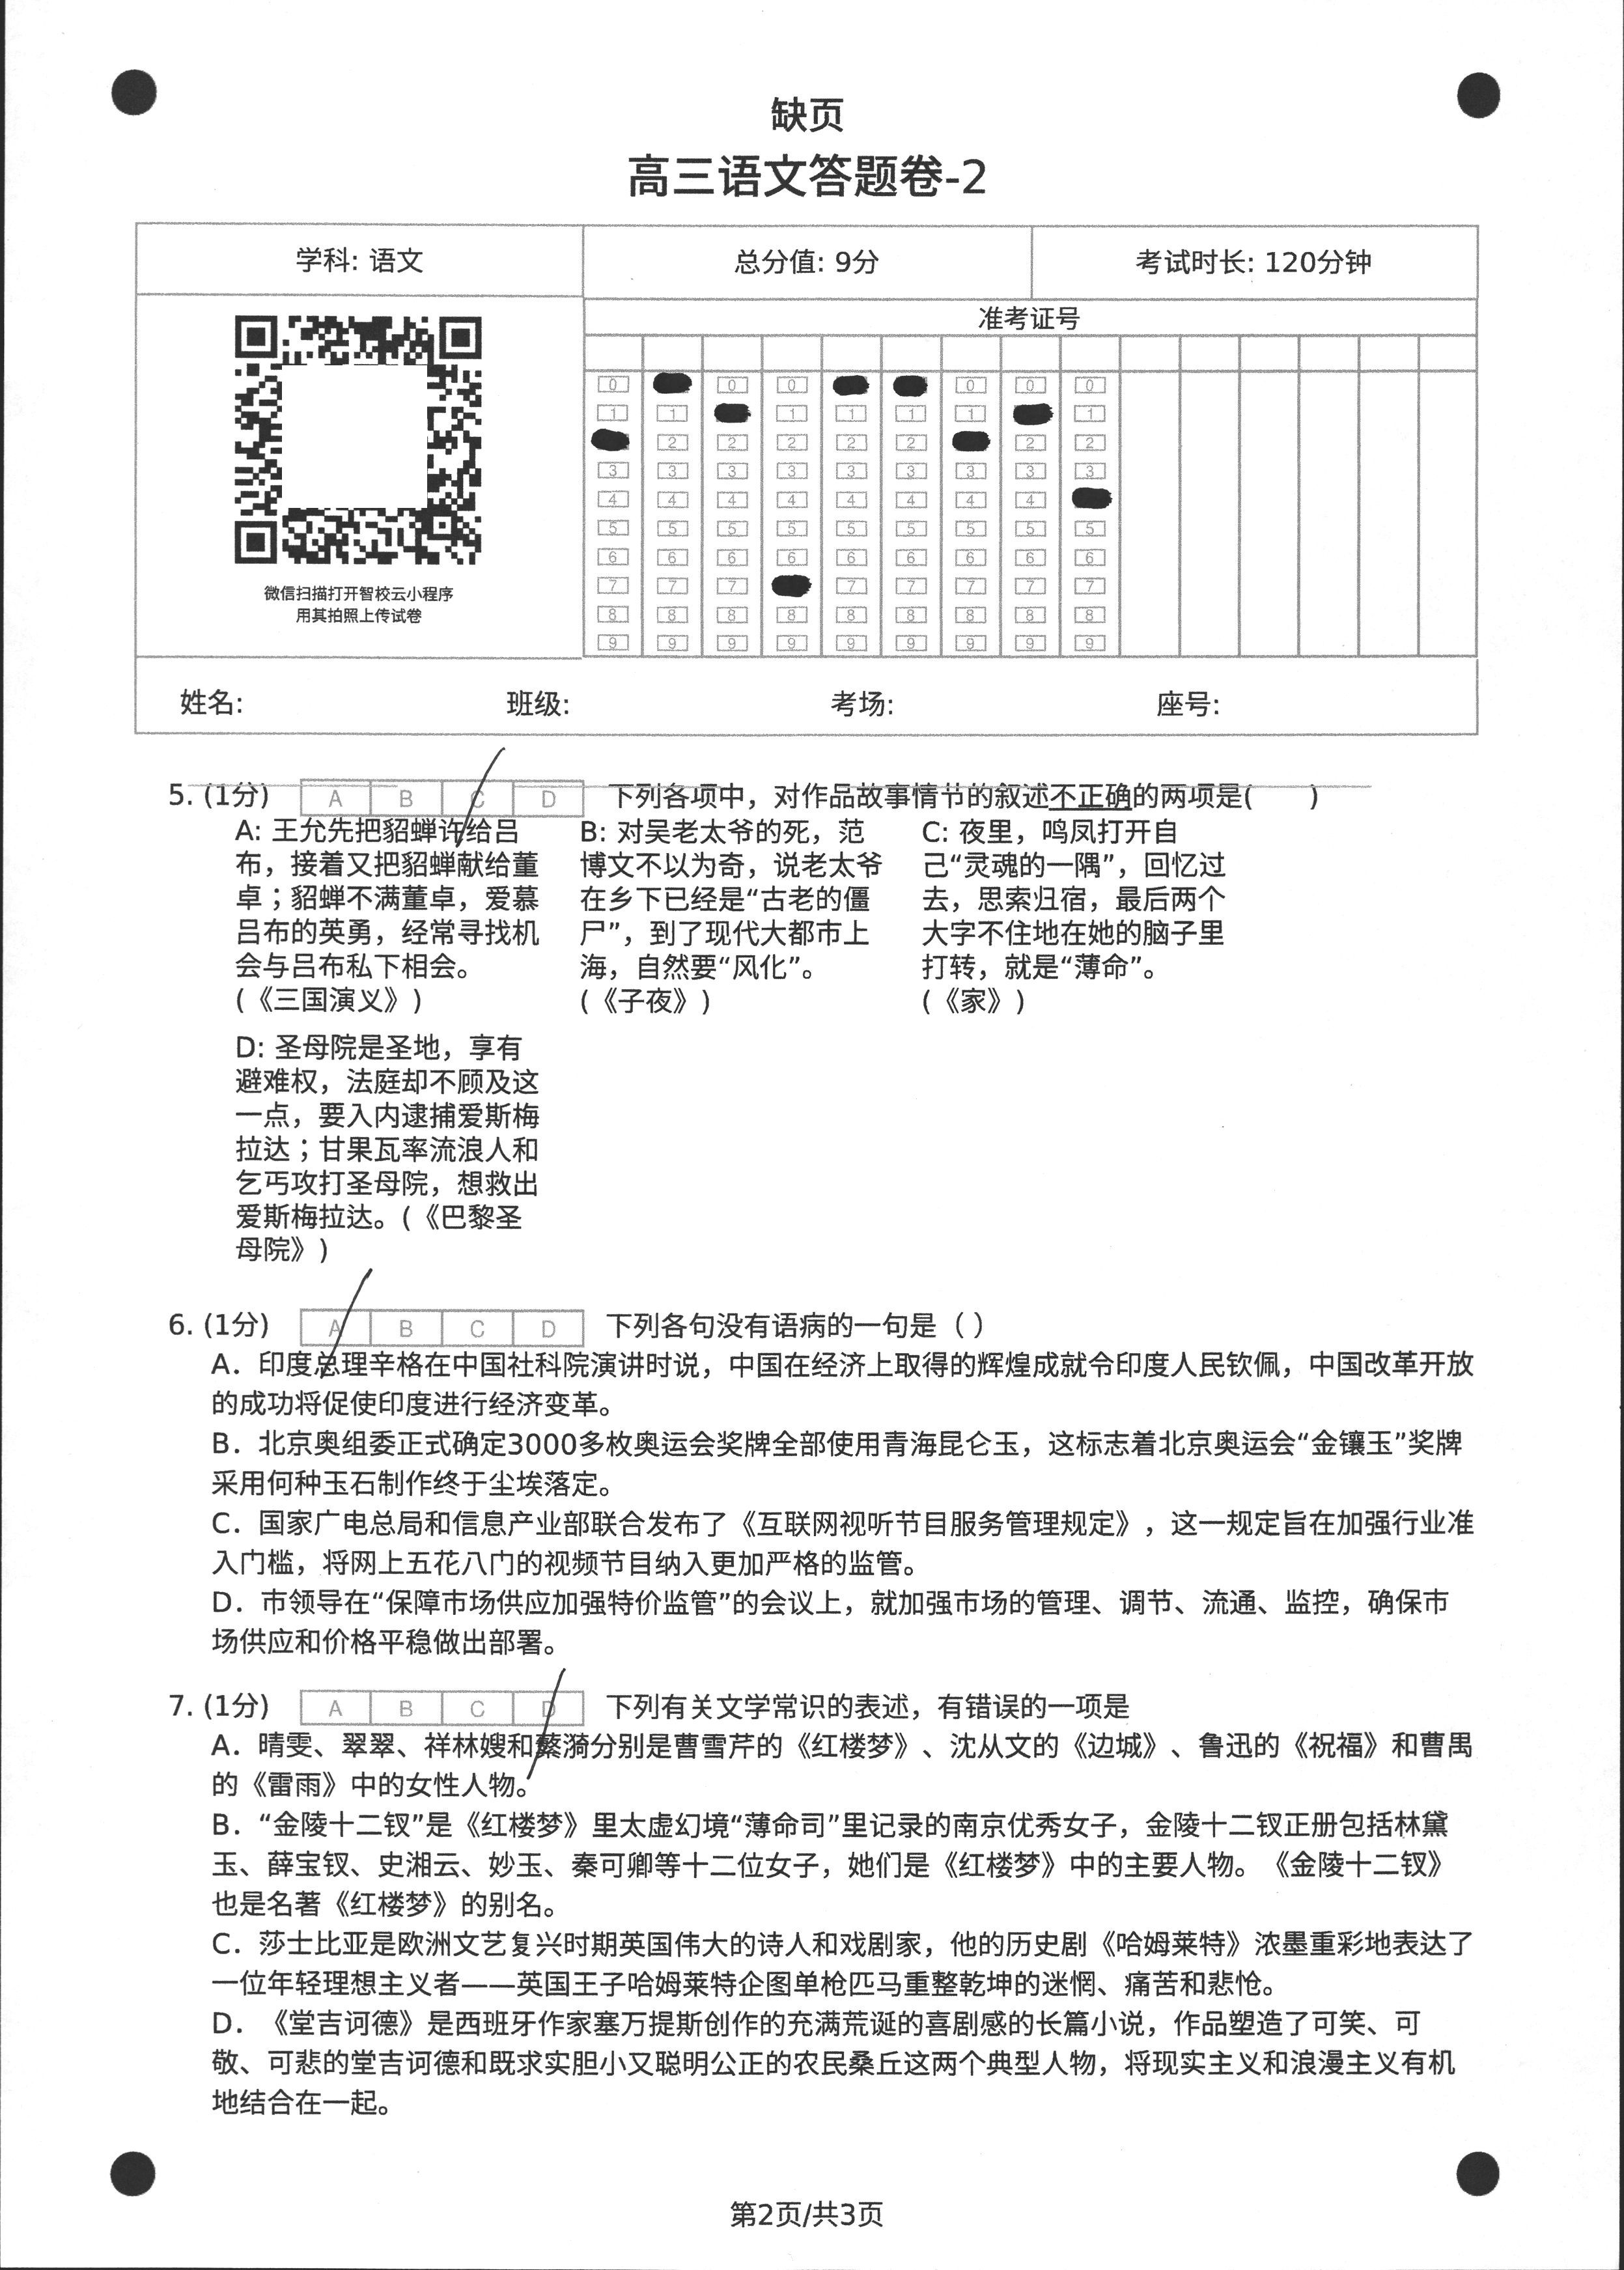 缺页
高三语文答题卷-2
学科: 语文
总分值: 9分
考试时长: 120分钟
准考证号
0 0 0 0 0 0
1 1 1 1 1 1 1
2 2 2 2 2 2 2
3 3 3 3 3 3 3 3 3
4 4 4 4 4 4 4 4
5 5 5 5 5 5 5 5 5
6 6 6 6 6 6 6 6 6
7 7 7 7 7 7 7 7
8 8 8 8 8 8 8 8 8
9 9 9 9 9 9 9 9 9
微信扫描打开智校云小程序
用其拍照上传试卷
姓名: 班级: 考场: 座号:
5. (1分) A B C D 下列各项中，对作品故事情节的叙述不正确的两项是( )
A: 王允先把貂蝉许给吕
布，接着又把貂蝉献给董
卓；貂蝉不满董卓，爱慕
吕布的英勇，经常寻找机
会与吕布私下相会。
(《三国演义》)
B: 对吴老太爷的死，范
博文不以为奇，说老太爷
在乡下已经是“古老的僵
尸”，到了现代大都市上
海，自然要“风化”。
(《子夜》)
C: 夜里，鸣凤打开自
己“灵魂的一隅”，回忆过
去，思索归宿，最后两个
大字不住地在她的脑子里
打转，就是“薄命”。
(《家》)
D: 圣母院是圣地，享有
避难权，法庭却不顾及这
一点，要入内逮捕爱斯梅
拉达；甘果瓦率流浪人和
乞丐攻打圣母院，想救出
爱斯梅拉达。(《巴黎圣
母院》)
6. (1分) A B C D 下列各句没有语病的一句是（ ）
A．印度总理辛格在中国社科院演讲时说，中国在经济上取得的辉煌成就令印度人民钦佩，中国改革开放
的成功将促使印度进行经济变革。
B．北京奥组委正式确定3000多枚奥运会奖牌全部使用青海昆仑玉，这标志着北京奥运会“金镶玉”奖牌
采用何种玉石制作终于尘埃落定。
C．国家广电总局和信息产业部联合发布了《互联网视听节目服务管理规定》，这一规定旨在加强行业准
入门槛，将网上五花八门的视频节目纳入更加严格的监管。
D．市领导在“保障市场供应加强特价监管”的会议上，就加强市场的管理、调节、流通、监控，确保市
场供应和价格平稳做出部署。
7. (1分) A B C D 下列有关文学常识的表述，有错误的一项是
A．晴雯、翠翠、祥林嫂和蘩漪分别是曹雪芹的《红楼梦》、沈从文的《边城》、鲁迅的《祝福》和曹禺
的《雷雨》中的女性人物。
B．“金陵十二钗”是《红楼梦》里太虚幻境“薄命司”里记录的南京优秀女子，金陵十二钗正册包括林黛
玉、薛宝钗、史湘云、妙玉、秦可卿等十二位女子，她们是《红楼梦》中的主要人物。《金陵十二钗》
也是名著《红楼梦》的别名。
C．莎士比亚是欧洲文艺复兴时期英国伟大的诗人和戏剧家，他的历史剧《哈姆莱特》浓墨重彩地表达了
一位年轻理想主义者——英国王子哈姆莱特企图单枪匹马重整乾坤的迷惘、痛苦和悲怆。
D．《堂吉诃德》是西班牙作家塞万提斯创作的充满荒诞的喜剧感的长篇小说，作品塑造了可笑、可
敬、可悲的堂吉诃德和既求实胆小又聪明公正的农民桑丘这两个典型人物，将现实主义和浪漫主义有机
地结合在一起。
第2页/共3页